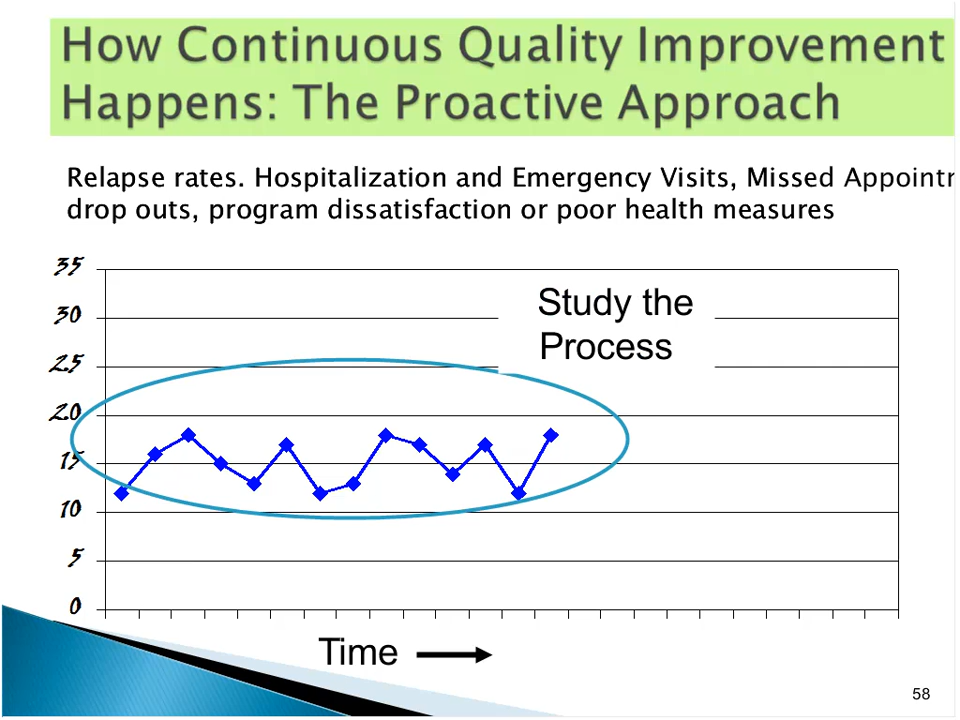 How Continuous Quality Improvement
Happens: The Proactive Approach
Relapse rates. Hospitalization and Emergency Visits, Missed
drop outs, program dissatisfaction or poor health measures
35
30
25
20
15
10
5
0
Study the
Process
Time
58